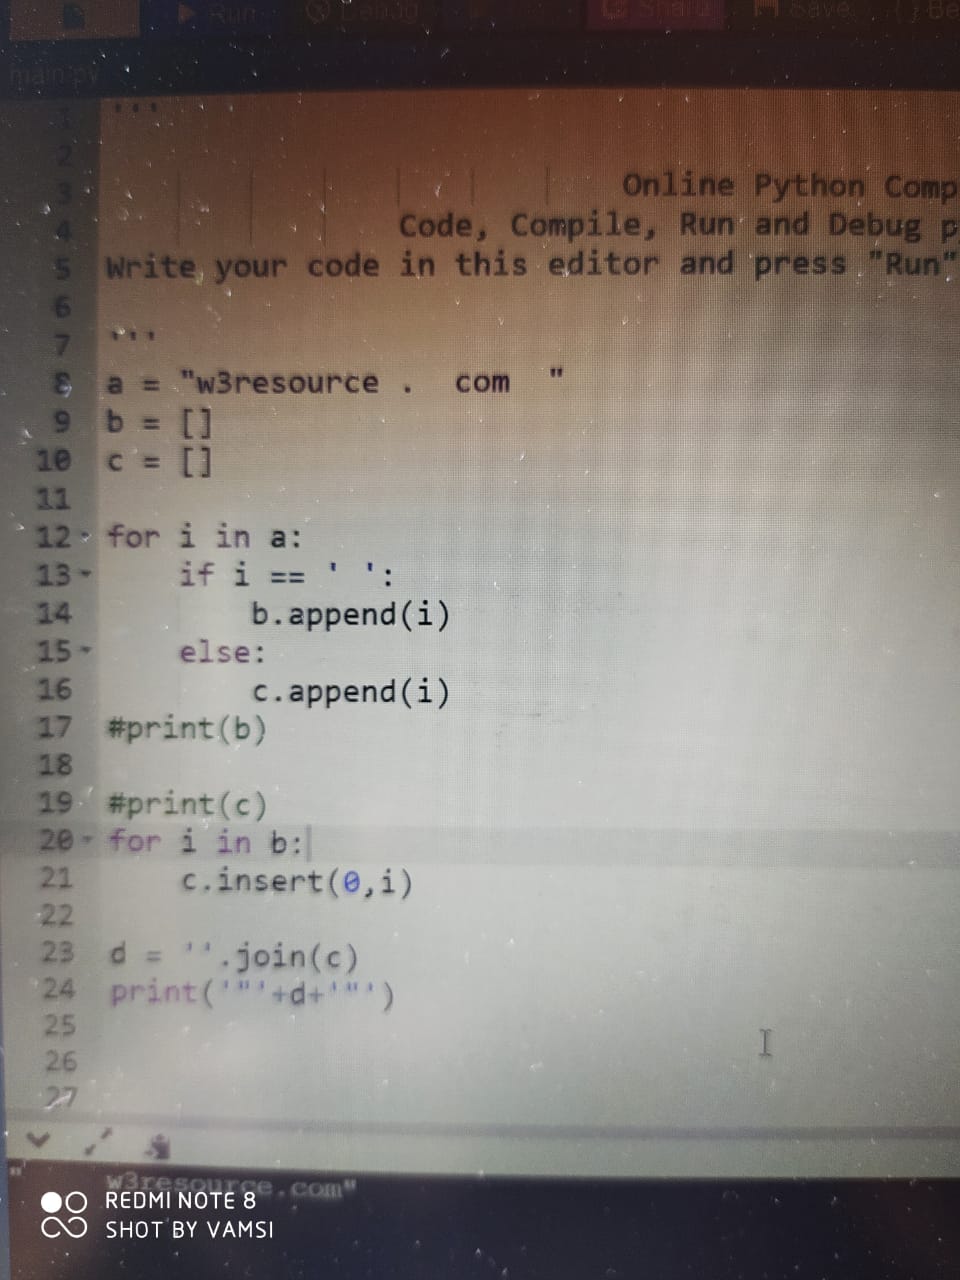 Run Debug Share Save Be
main.py
1 '''
2
3 Online Python Comp
4 Code, Compile, Run and Debug p
5 Write your code in this editor and press "Run"
6
7 '''
8 a = "w3resource .  com  "
9 b = []
10 c = []
11
12 for i in a:
13     if i == ' ':
14         b.append(i)
15     else:
16         c.append(i)
17 #print(b)
18
19 #print(c)
20 for i in b:
21     c.insert(0,i)
22
23 d = ''.join(c)
24 print('"'+d+'"')
25
26
27
"      w3resource.com"
REDMI NOTE 8
SHOT BY VAMSI